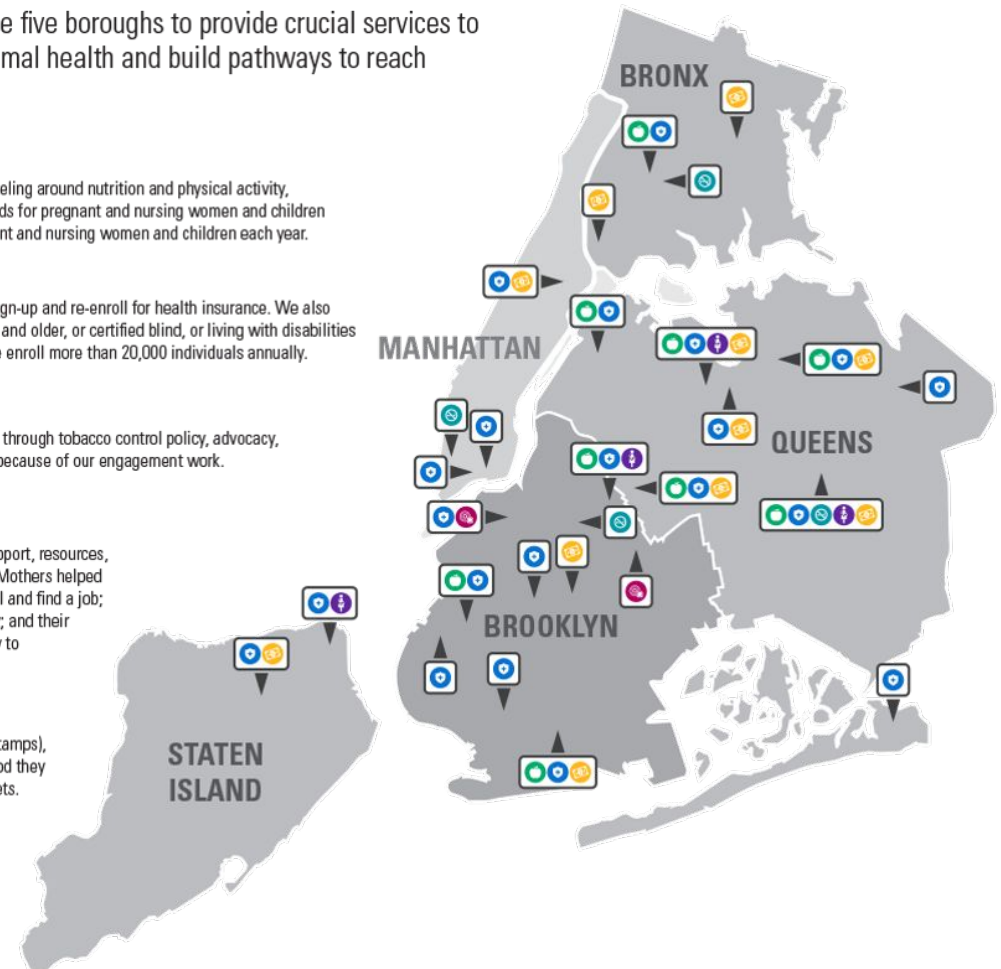 e five boroughs to provide crucial services to
mal health and build pathways to reach
eling around nutrition and physical activity,
ds for pregnant and nursing women and children
nt and nursing women and children each year.
gn-up and re-enroll for health insurance. We also
and older, or certified blind, or living with disabilities
e enroll more than 20,000 individuals annually.
through tobacco control policy, advocacy,
because of our engagement work.
pport, resources,
Mothers helped
l and find a job;
; and their
to
tamps),
od they
ets.
BRONX
MANHATTAN
QUEENS
BROOKLYN
STATEN
ISLAND